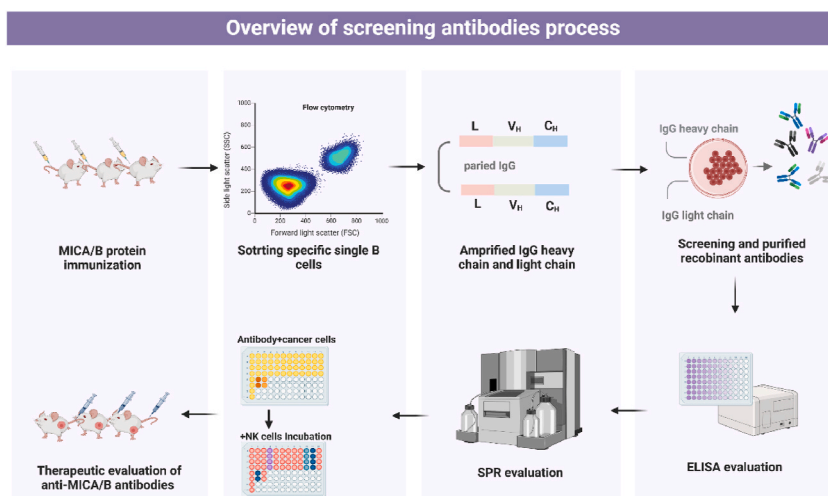 Overview of screening antibodies process
MICA/B protein
immunization
Flow cytometry
Side light scatter (SSC)
1000
800
600
400
200
0
0
200
400
600
800
1000
Forward light scatter (FSC)
Sotrting specific single B
cells
L VH CH
paried IgG
L VH CH
Amprified IgG heavy
chain and light chain
IgG heavy chain
IgG light chain
Screening and purified
recombinant antibodies
ELISA evaluation
SPR evaluation
Antibody+cancer cells
+NK cells Incubation
Therapeutic evaluation of
anti-MICA/B antibodies